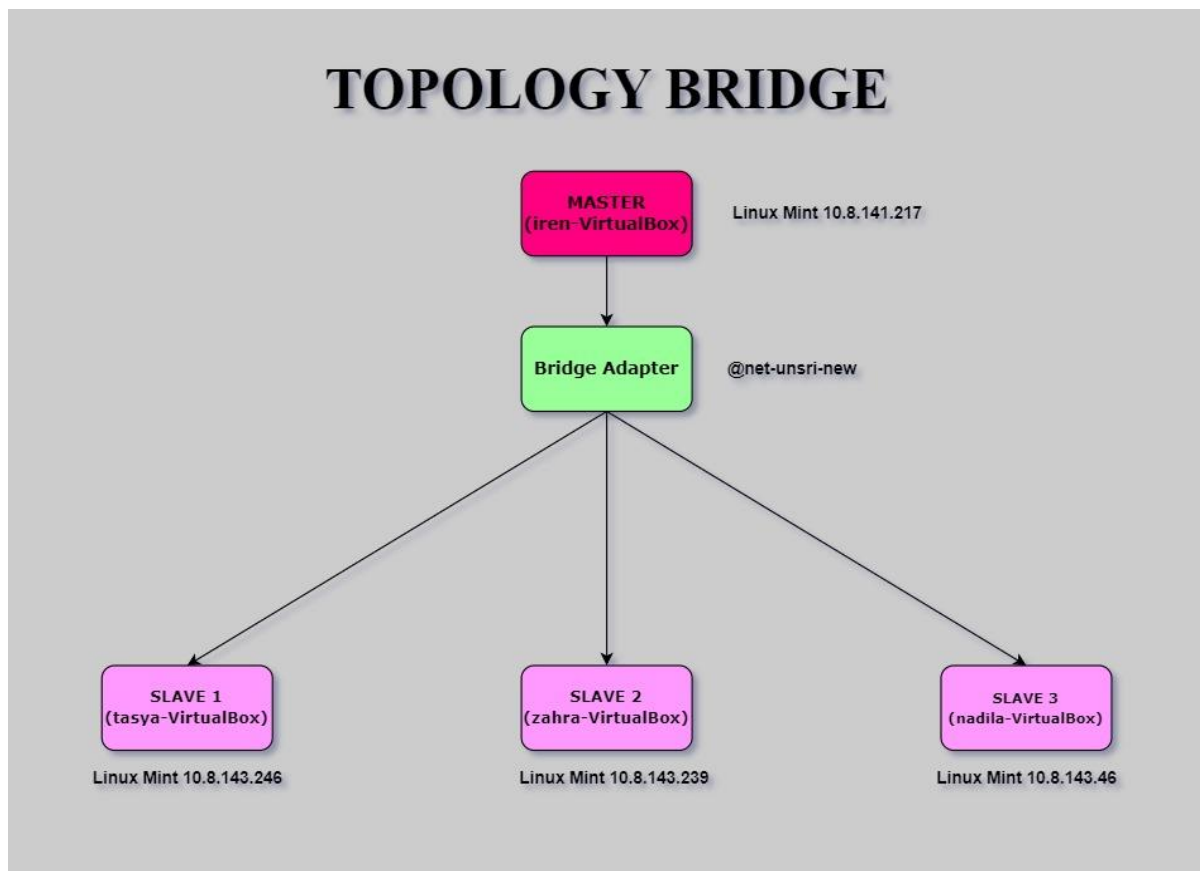 TOPOLOGY BRIDGE
MASTER
(iren-VirtualBox)
Linux Mint 10.8.141.217
Bridge Adapter
@net-unsri-new
SLAVE 1
(tasya-VirtualBox)
Linux Mint 10.8.143.246
SLAVE 2
(zahra-VirtualBox)
Linux Mint 10.8.143.239
SLAVE 3
(nadila-VirtualBox)
Linux Mint 10.8.143.46